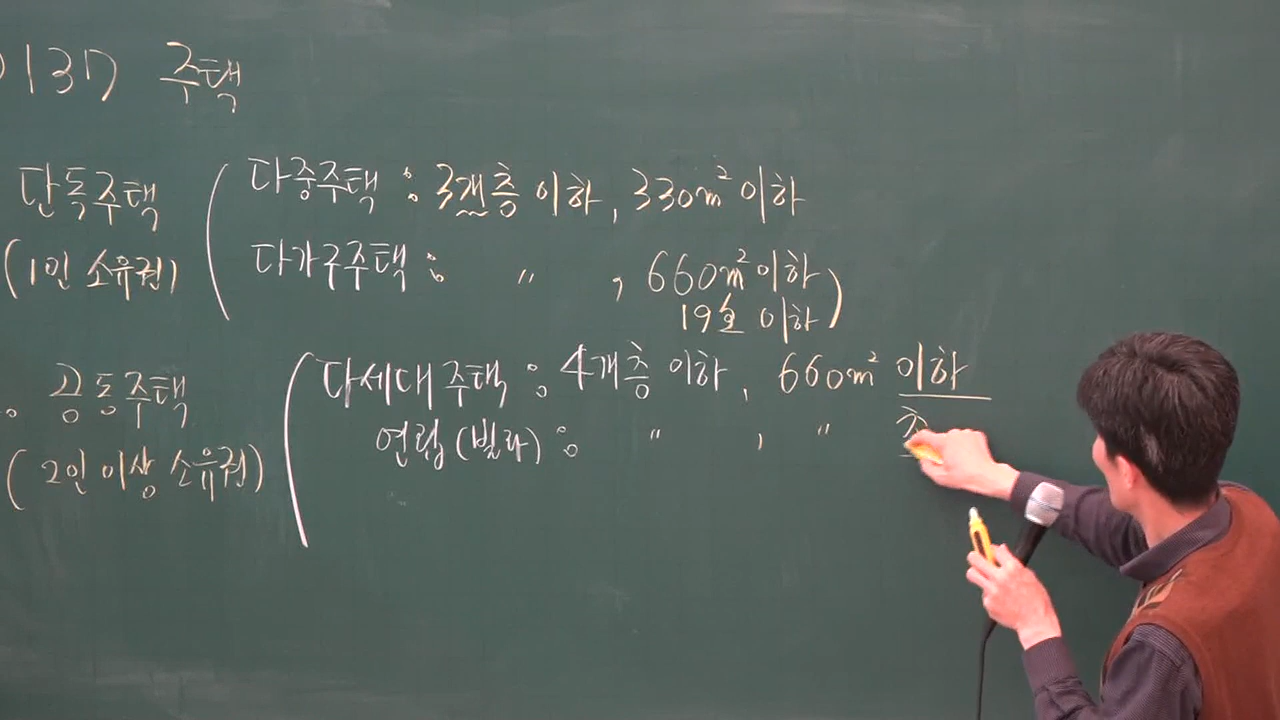 137 주택
단독주택
(1인 소유권)
다중주택 : 3개층 이하, 330m² 이하
다가구주택 : 〃 , 660m² 이하
19호 이하)
공동주택
(2인 이상 소유권)
다세대주택 : 4개층 이하, 660m² 이하
연립(빌라) : 〃 , 〃